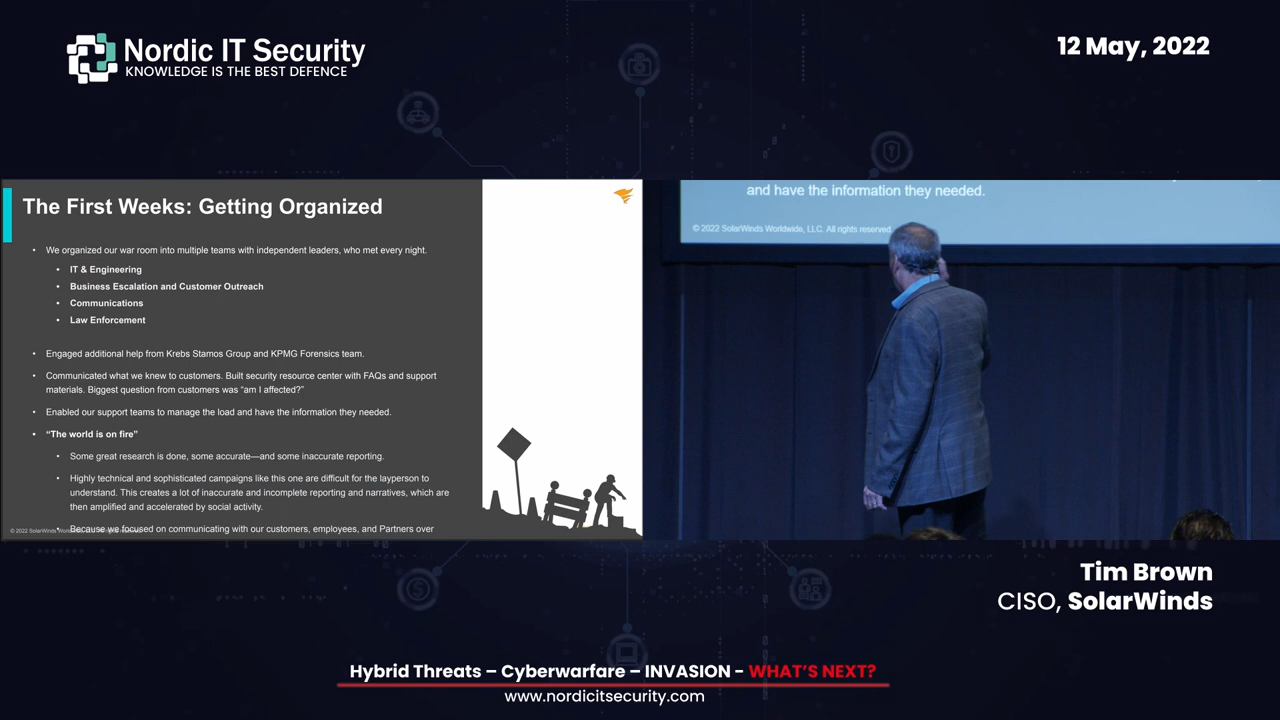 Nordic IT Security
KNOWLEDGE IS THE BEST DEFENCE
12 May, 2022
The First Weeks: Getting Organized
• We organized our war room into multiple teams with independent leaders, who met every night.
• IT & Engineering
• Business Escalation and Customer Outreach
• Communications
• Law Enforcement
• Engaged additional help from Krebs Stamos Group and KPMG Forensics team.
• Communicated what we knew to customers. Built security resource center with FAQs and support
materials. Biggest question from customers was “am I affected?”
• Enabled our support teams to manage the load and have the information they needed.
• “The world is on fire”
• Some great research is done, some accurate—and some inaccurate reporting.
• Highly technical and sophisticated campaigns like this one are difficult for the layperson to
understand. This creates a lot of inaccurate and incomplete reporting and narratives, which are
then amplified and accelerated by social activity.
• Because we focused on communicating with our customers, employees, and Partners over
© 2022 SolarWinds
and have the information they needed.
© 2022 SolarWinds Worldwide, LLC. All rights reserved.
Tim Brown
CISO, SolarWinds
Hybrid Threats – Cyberwarfare – INVASION - WHAT'S NEXT?
www.nordicitsecurity.com